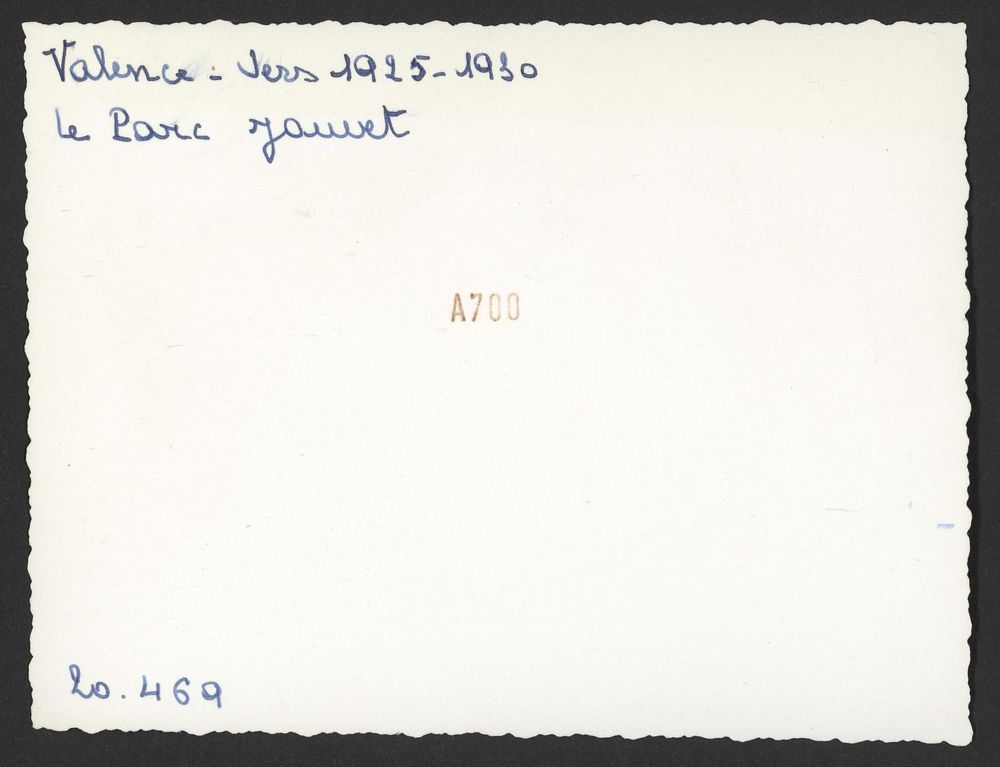 Valence - Vers 1925-1930
le Parc Jouvet
A700
20.469